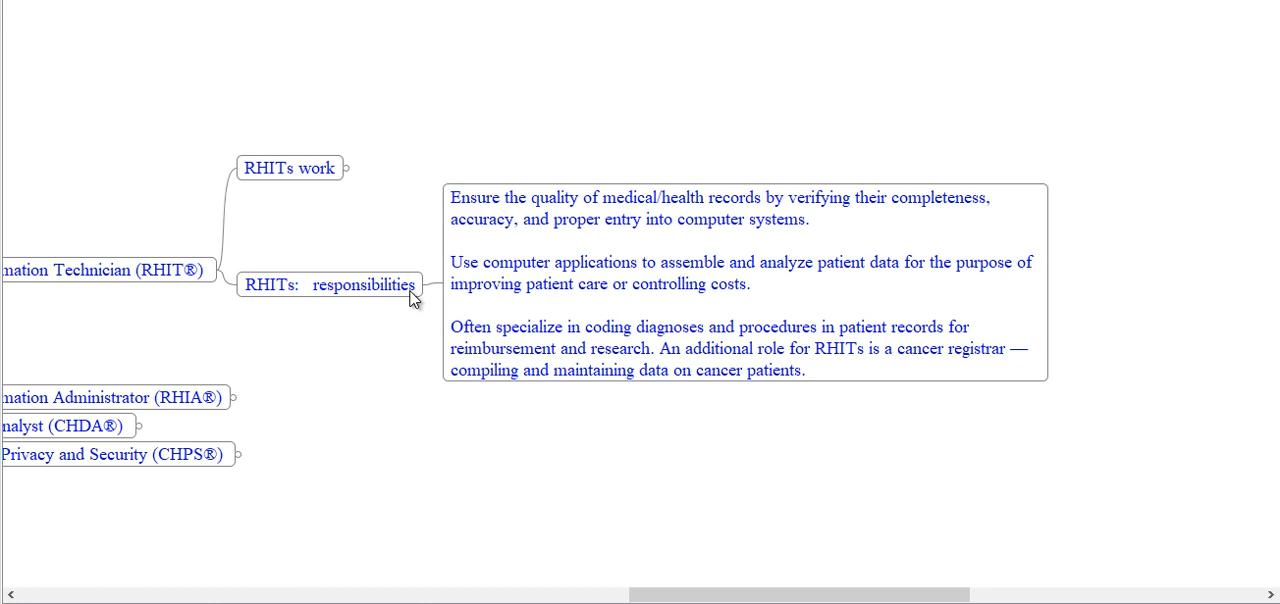 RHITs work
Ensure the quality of medical/health records by verifying their completeness,
accuracy, and proper entry into computer systems.
Use computer applications to assemble and analyze patient data for the purpose of
improving patient care or controlling costs.
Often specialize in coding diagnoses and procedures in patient records for
reimbursement and research. An additional role for RHITs is a cancer registrar —
compiling and maintaining data on cancer patients.
mation Technician (RHIT®)
RHITs: responsibilities
mation Administrator (RHIA®)
nalyst (CHDA®)
Privacy and Security (CHPS®)